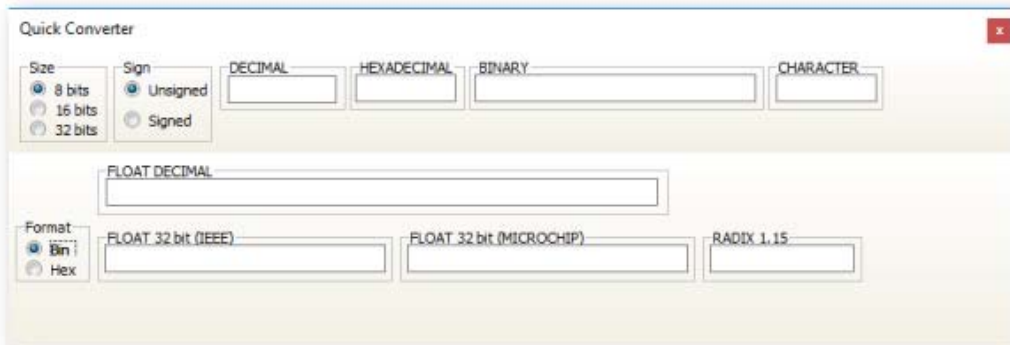 Quick Converter
x
Size
8 bits
16 bits
32 bits
Sign
Unsigned
Signed
DECIMAL
HEXADECIMAL
BINARY
CHARACTER
FLOAT DECIMAL
Format
Bin
Hex
FLOAT 32 bit (IEEE)
FLOAT 32 bit (MICROCHIP)
RADIX 1.15